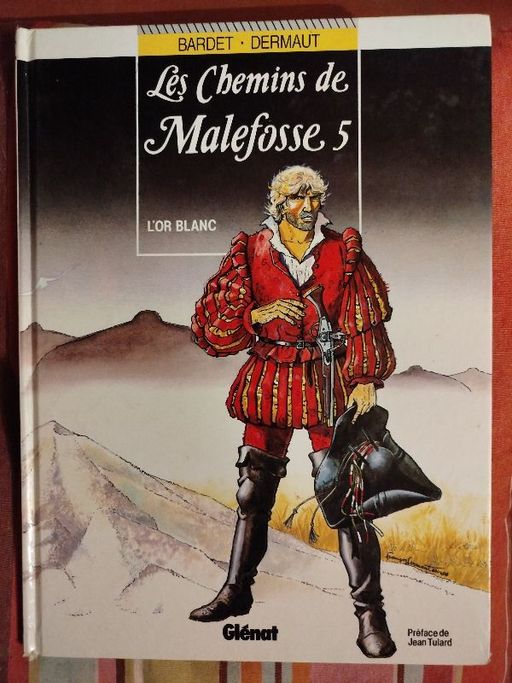 BARDET · DERMAUT
Les Chemins de
Malefosse 5
L'OR BLANC
Glénat
Préface de
Jean Tulard